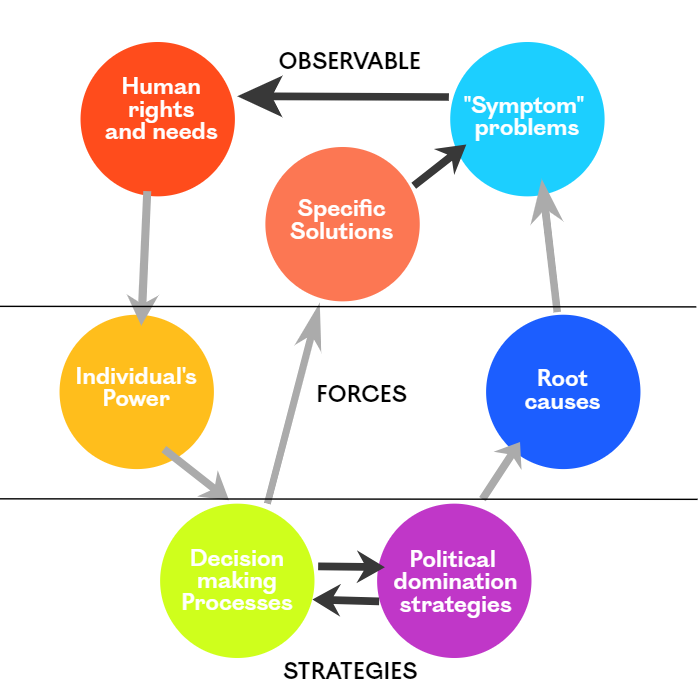 OBSERVABLE
Human
rights
and needs
"Symptom"
problems
Specific
Solutions
Individual's
Power
FORCES
Root
causes
Decision
making
Processes
Political
domination
strategies
STRATEGIES